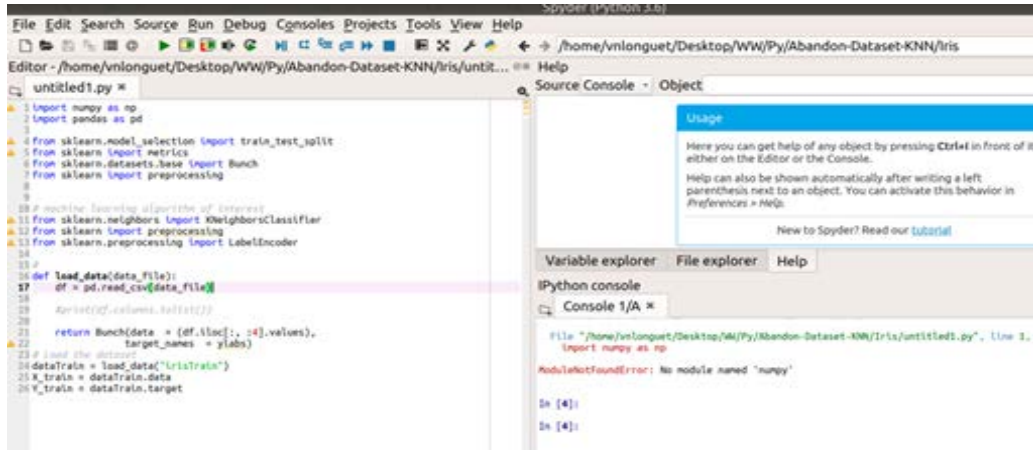 Spyder (Python 3.6)
File Edit Search Source Run Debug Consoles Projects Tools View Help
/home/vnlonguet/Desktop/WW/Py/Abandon-Dataset-KNN/Iris
Editor - /home/vnlonguet/Desktop/WW/Py/Abandon-Dataset-KNN/Iris/untit...
untitled1.py
1 import numpy as np
2 import pandas as pd
3
4 from sklearn.model_selection import train_test_split
5 from sklearn import metrics
6 from sklearn.datasets.base import Bunch
7 from sklearn import preprocessing
8
9
10 # machine learning algorithm of interest
11 from sklearn.neighbors import KNeighborsClassifier
12 from sklearn import preprocessing
13 from sklearn.preprocessing import LabelEncoder
14
15 #
16 def load_data(data_file):
17 df = pd.read_csv(data_file)
18
19 #print(df.columns.tolist())
20
21 return Bunch(data = (df.iloc[:, :4].values),
22 target_names = ylabs)
23 # Load the dataset
24 dataTrain = load_data("irisTrain")
25 X_train = dataTrain.data
26 Y_train = dataTrain.target
Help
Source Console Object
Usage
Here you can get help of any object by pressing Ctrl+I in front of it
either on the Editor or the Console.
Help can also be shown automatically after writing a left
parenthesis next to an object. You can activate this behavior in
Preferences > Help.
New to Spyder? Read our tutorial
Variable explorer File explorer Help
IPython console
Console 1/A
File "/home/vnlonguet/Desktop/WW/Py/Abandon-Dataset-KNN/Iris/untitled1.py", line 1,
import numpy as np
ModuleNotFoundError: No module named 'numpy'
In [4]:
In [4]: